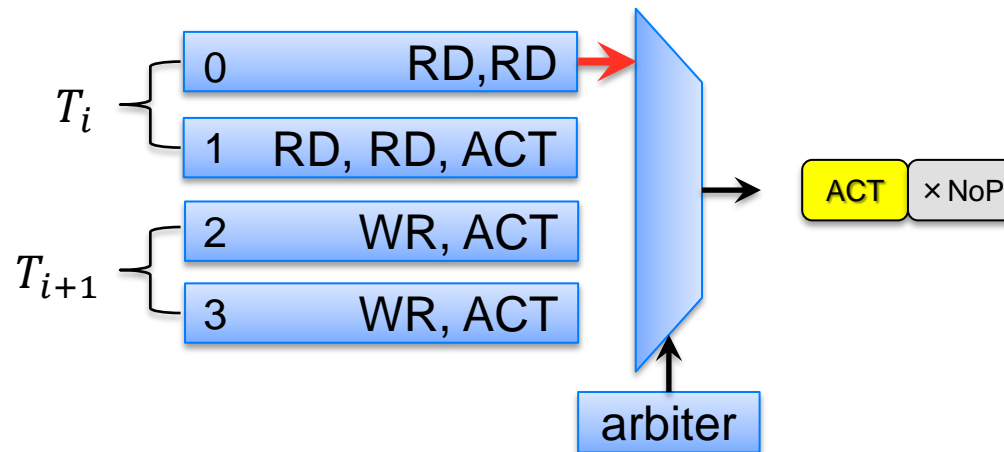 0 RD,RD
T_i
1 RD, RD, ACT
ACT × NoP
2 WR, ACT
T_{i+1}
3 WR, ACT
arbiter